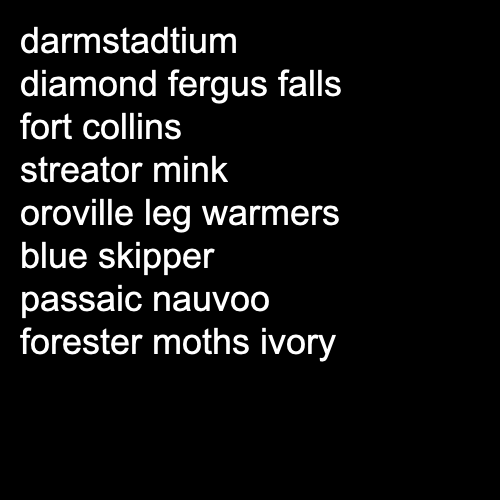 darmstadtium
diamond fergus falls
fort collins
streator mink
oroville leg warmers
blue skipper
passaic nauvoo
forester moths ivory